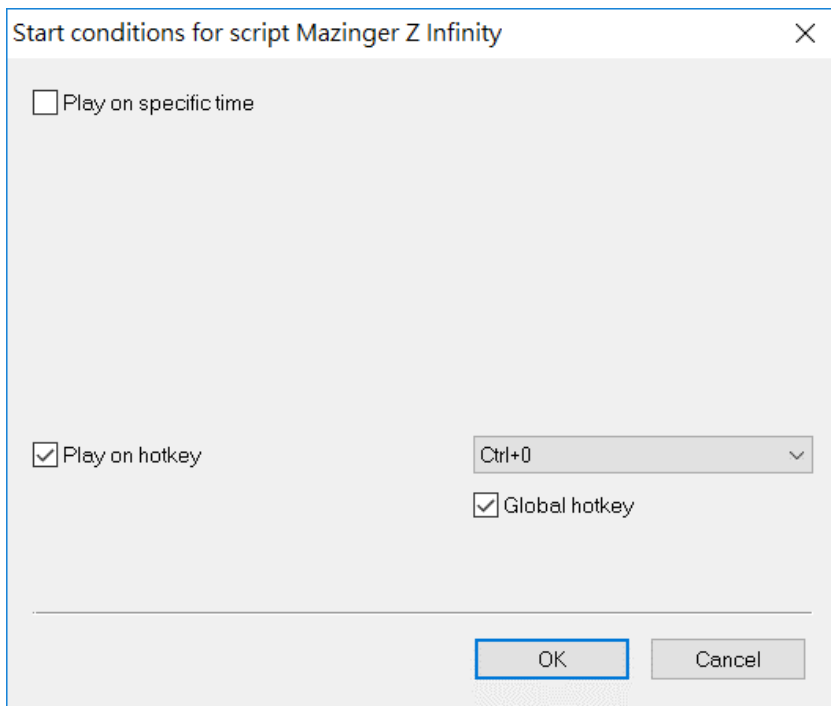 Start conditions for script Mazinger Z Infinity
Play on specific time
Play on hotkey
Ctrl+0
Global hotkey
OK
Cancel